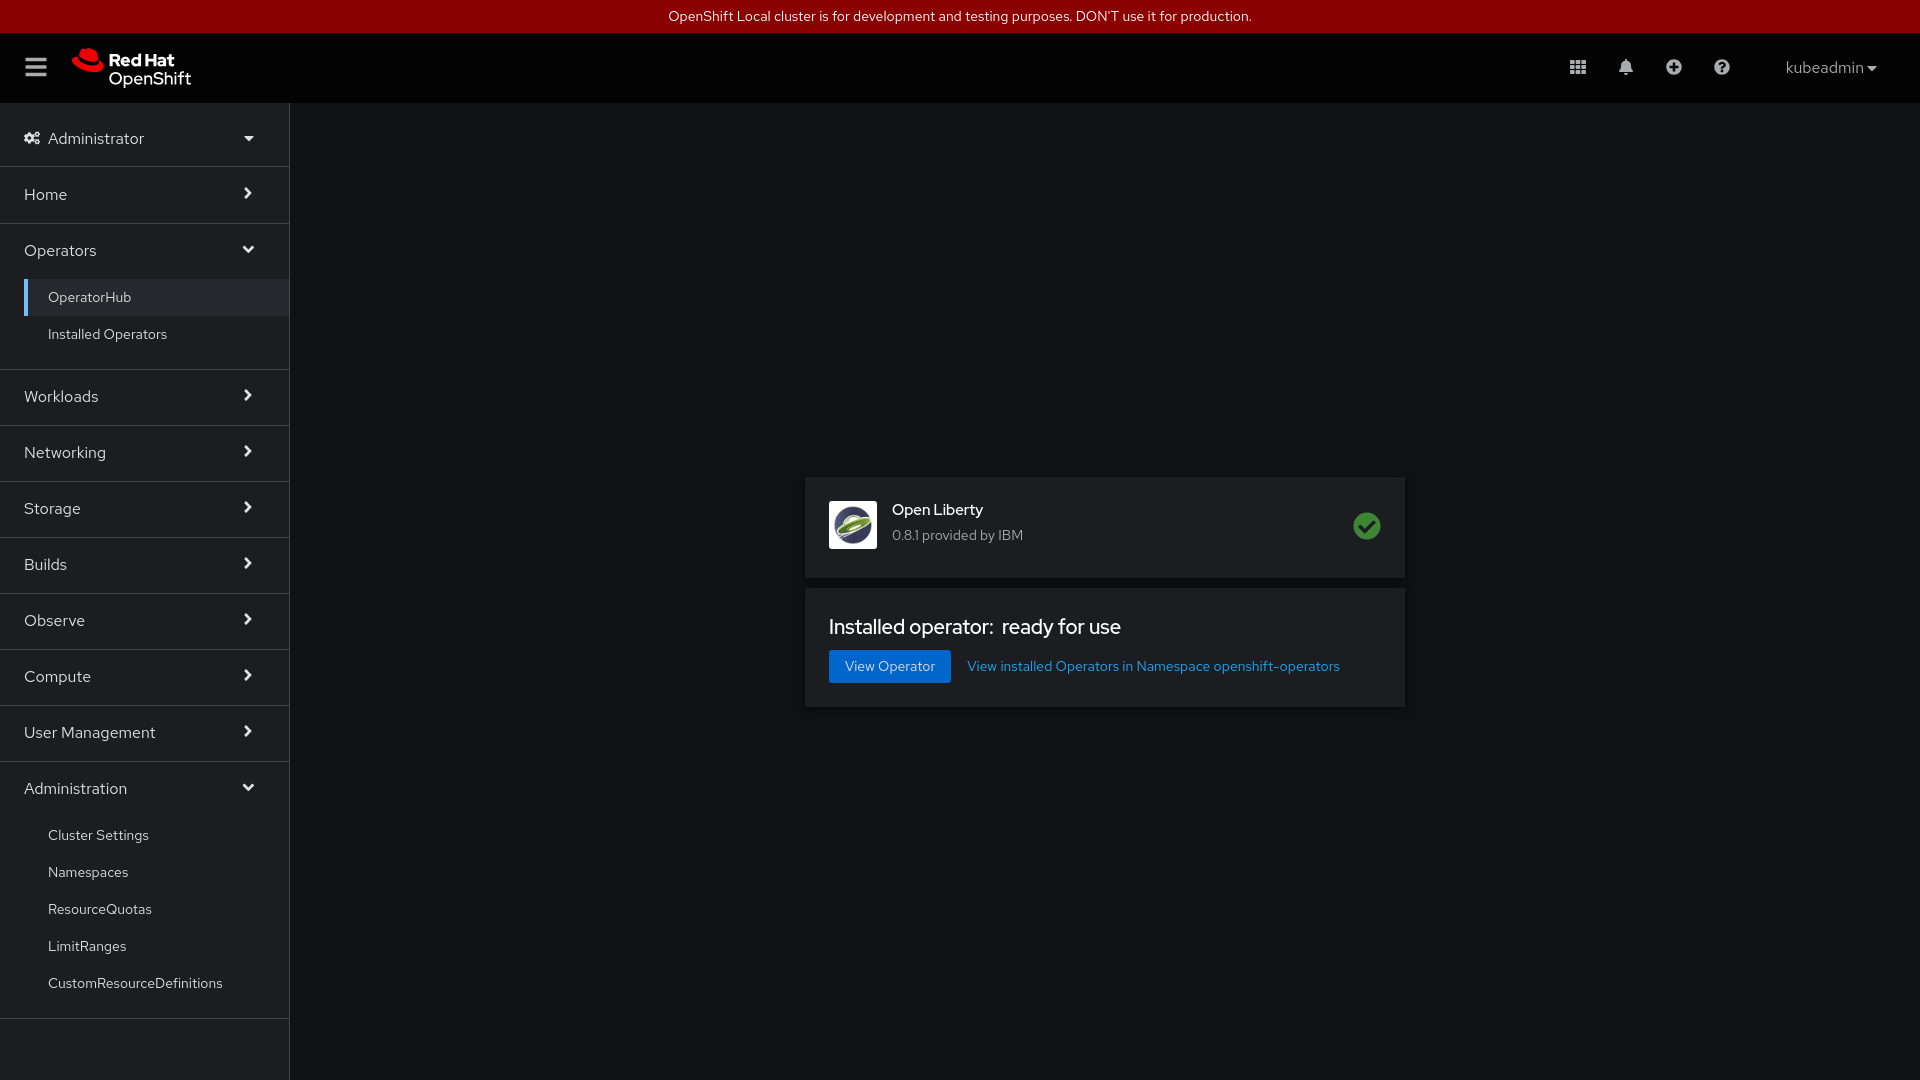 OpenShift Local cluster is for development and testing purposes. DON'T use it for production.
Red Hat
OpenShift
kubeadmin
Administrator
Home
Operators
OperatorHub
Installed Operators
Workloads
Networking
Storage
Builds
Observe
Compute
User Management
Administration
Cluster Settings
Namespaces
ResourceQuotas
LimitRanges
CustomResourceDefinitions
Open Liberty
0.8.1 provided by IBM
Installed operator: ready for use
View Operator
View installed Operators in Namespace openshift-operators